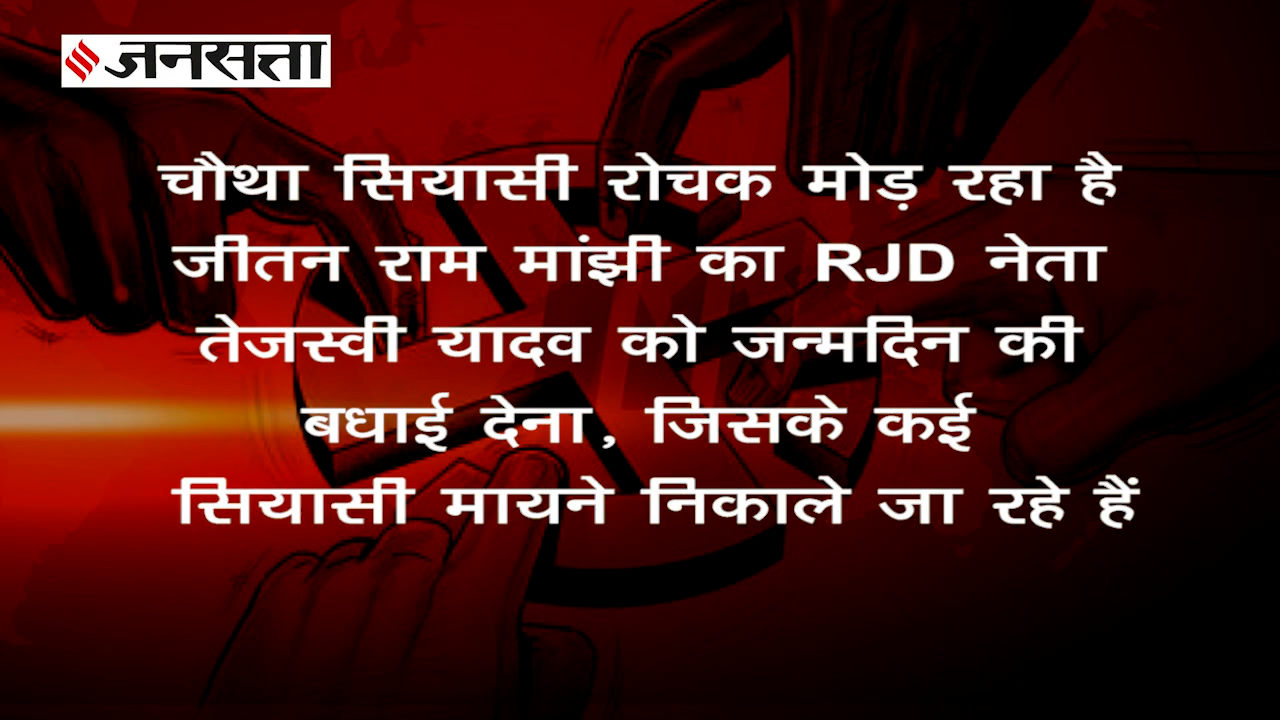 जनसत्ता
चौथा सियासी रोचक मोड़ रहा है
जीतन राम मांझी का RJD नेता
तेजस्वी यादव को जन्मदिन की
बधाई देना, जिसके कई
सियासी मायने निकाले जा रहे हैं